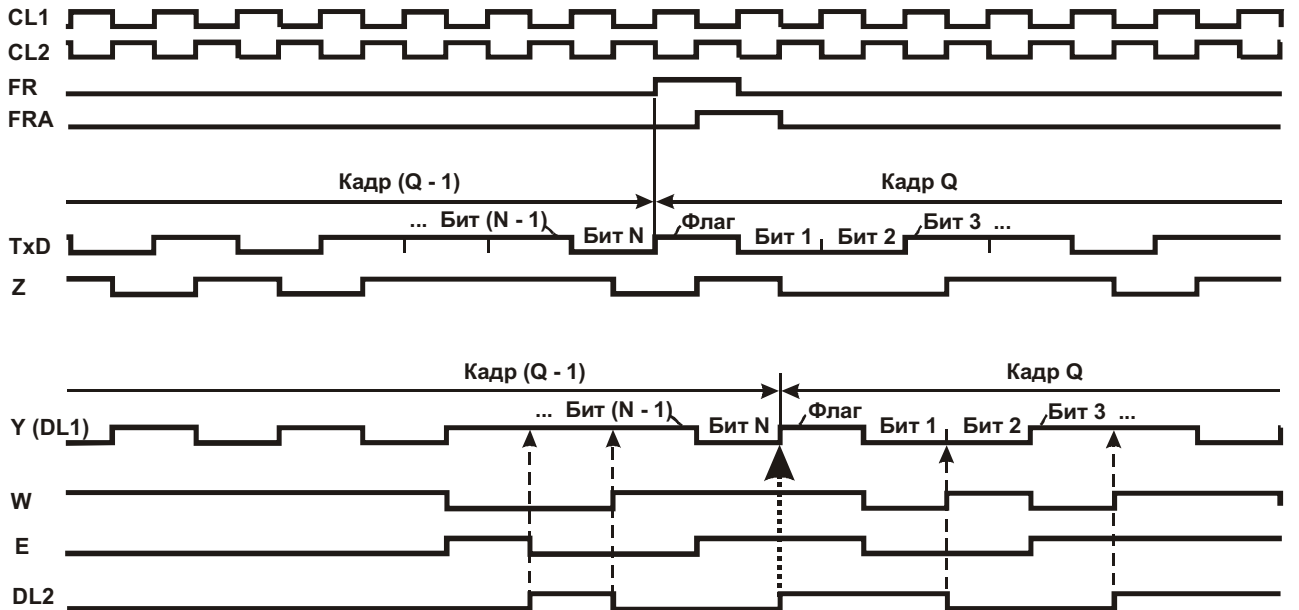 CL1
CL2
FR
FRA
Кадр (Q - 1) Кадр Q
... Бит (N - 1) Бит N Флаг Бит 1 Бит 2 Бит 3 ...
TxD
Z
Кадр (Q - 1) Кадр Q
... Бит (N - 1) Бит N Флаг Бит 1 Бит 2 Бит 3 ...
Y (DL1)
W
E
DL2